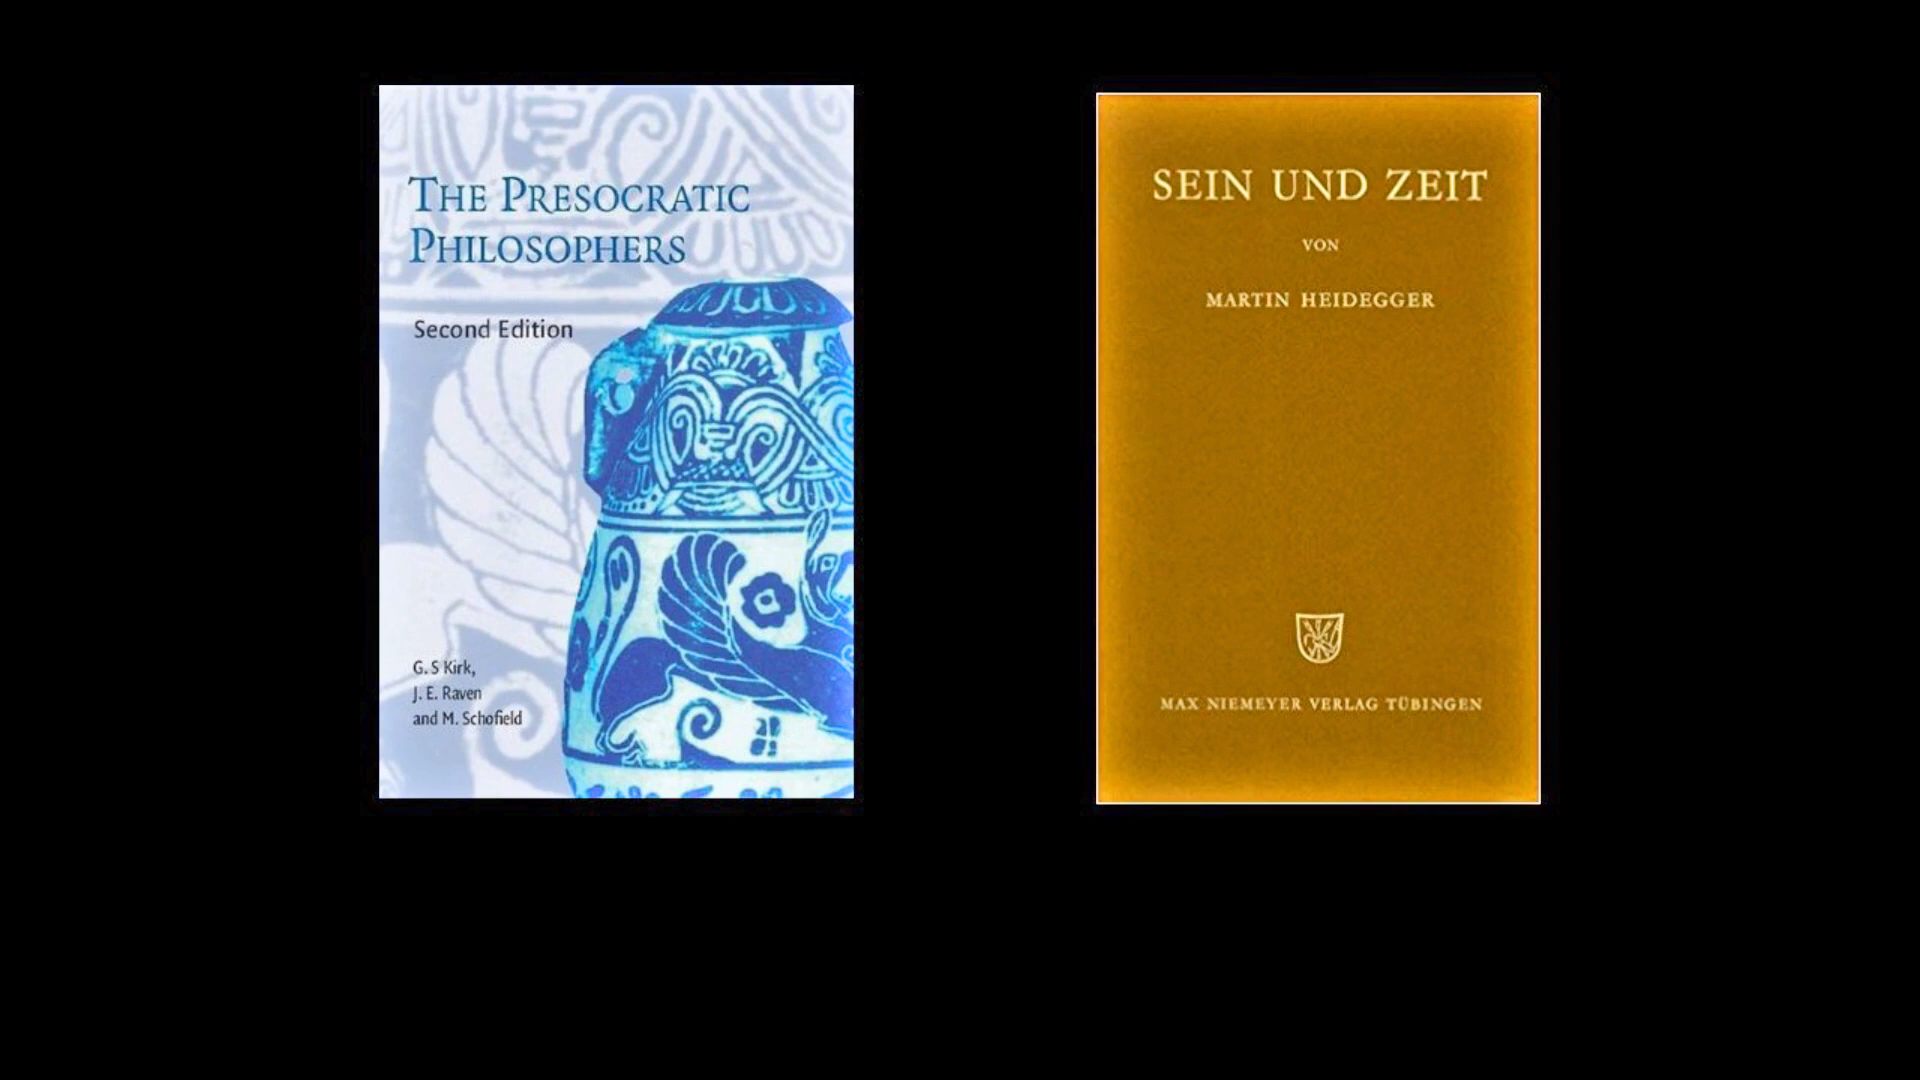 THE PRESOCRATIC
PHILOSOPHERS
Second Edition
G. S Kirk,
J. E. Raven
and M. Schofield
SEIN UND ZEIT
VON
MARTIN HEIDEGGER
MAX NIEMEYER VERLAG TÜBINGEN